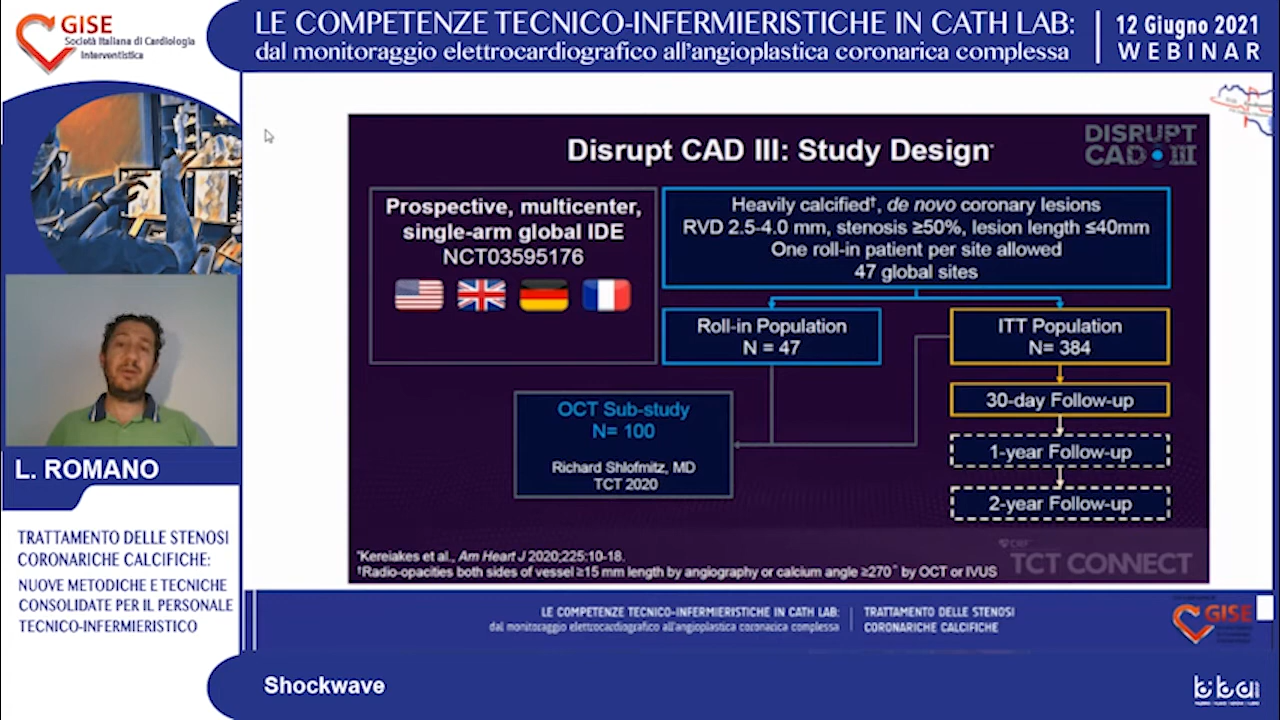 GISE
Società Italiana di Cardiologia
Interventistica
LE COMPETENZE TECNICO-INFERMIERISTICHE IN CATH LAB:
dal monitoraggio elettrocardiografico all'angioplastica coronarica complessa
12 Giugno 2021
WEBINAR
Disrupt CAD III: Study Design*
DISRUPT
CAD III
Prospective, multicenter,
single-arm global IDE
NCT03595176
Heavily calcified†, de novo coronary lesions
RVD 2.5-4.0 mm, stenosis ≥50%, lesion length ≤40mm
One roll-in patient per site allowed
47 global sites
Roll-in Population
N = 47
ITT Population
N= 384
30-day Follow-up
1-year Follow-up
2-year Follow-up
OCT Sub-study
N= 100
Richard Shlofmitz, MD
TCT 2020
*Kereiakes et al., Am Heart J 2020;225:10-18.
†Radio-opacities both sides of vessel ≥15 mm length by angiography or calcium angle ≥270° by OCT or IVUS
CRF
TCT CONNECT
L. ROMANO
TRATTAMENTO DELLE STENOSI
CORONARICHE CALCIFICHE:
NUOVE METODICHE E TECNICHE
CONSOLIDATE PER IL PERSONALE
TECNICO-INFERMIERISTICO
LE COMPETENZE TECNICO-INFERMIERISTICHE IN CATH LAB:
dal monitoraggio elettrocardiografico all'angioplastica coronarica complessa
TRATTAMENTO DELLE STENOSI
CORONARICHE CALCIFICHE
GISE
Shockwave